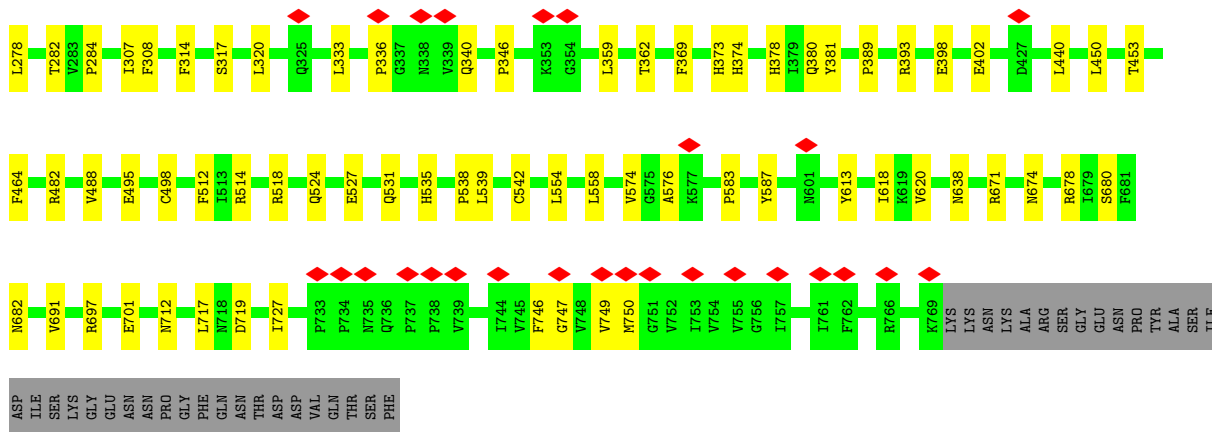 L278 T282 V283 P284 I307 F308 F314 S317 L320 Q325 L333 P336 G337 N338 V339 Q340 P346 K353 G354 L359 T362 F369 H373 H374 H378 I379 Q380 Y381 P389 R393 E398 E402 D427 L440 L450 T453
F464 R482 V488 E495 C498 F512 I513 R514 R518 Q524 E527 Q531 H535 P538 L539 C542 L554 L558 V574 G575 A576 K577 P583 Y587 N601 Y613 I618 K619 V620 N638 R671 N674 R678 I679 S680 F681
N682 V691 R697 E701 N712 L717 N718 D719 I727 P733 P734 N735 Q736 P737 P738 V739 I744 V745 F746 G747 V748 V749 M750 G751 V752 I753 V754 V755 G756 I757 I761 F762 R766 K769 LYS LYS ASN LYS ALA ARG SER GLY GLU ASN PRO TYR ALA SER ILE
ASP ILE SER LYS GLY GLU ASN ASN PRO GLY PHE GLN ASN THR ASP ASP VAL GLN THR SER PHE